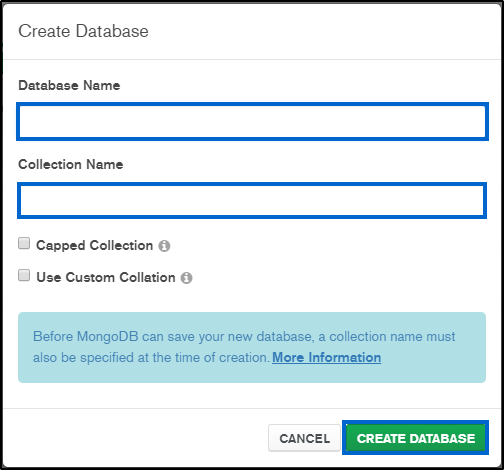 Create Database
Database Name
Collection Name
Capped Collection
Use Custom Collation
Before MongoDB can save your new database, a collection name must
also be specified at the time of creation. More Information
CANCEL CREATE DATABASE